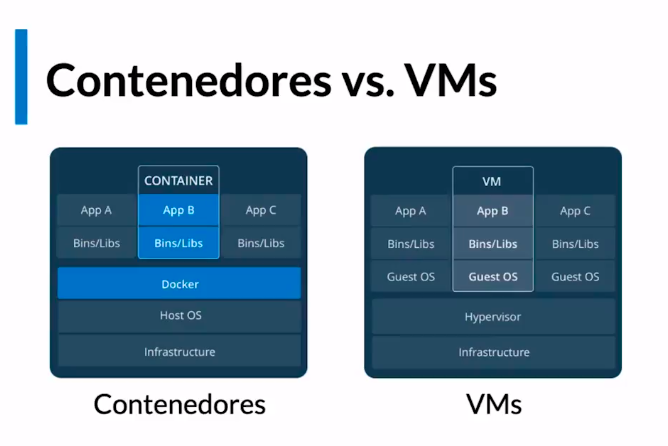 Contenedores vs. VMs
CONTAINER
App A App B App C
Bins/Libs Bins/Libs Bins/Libs
Docker
Host OS
Infrastructure
Contenedores
VM
App A App B App C
Bins/Libs Bins/Libs Bins/Libs
Guest OS Guest OS Guest OS
Hypervisor
Infrastructure
VMs